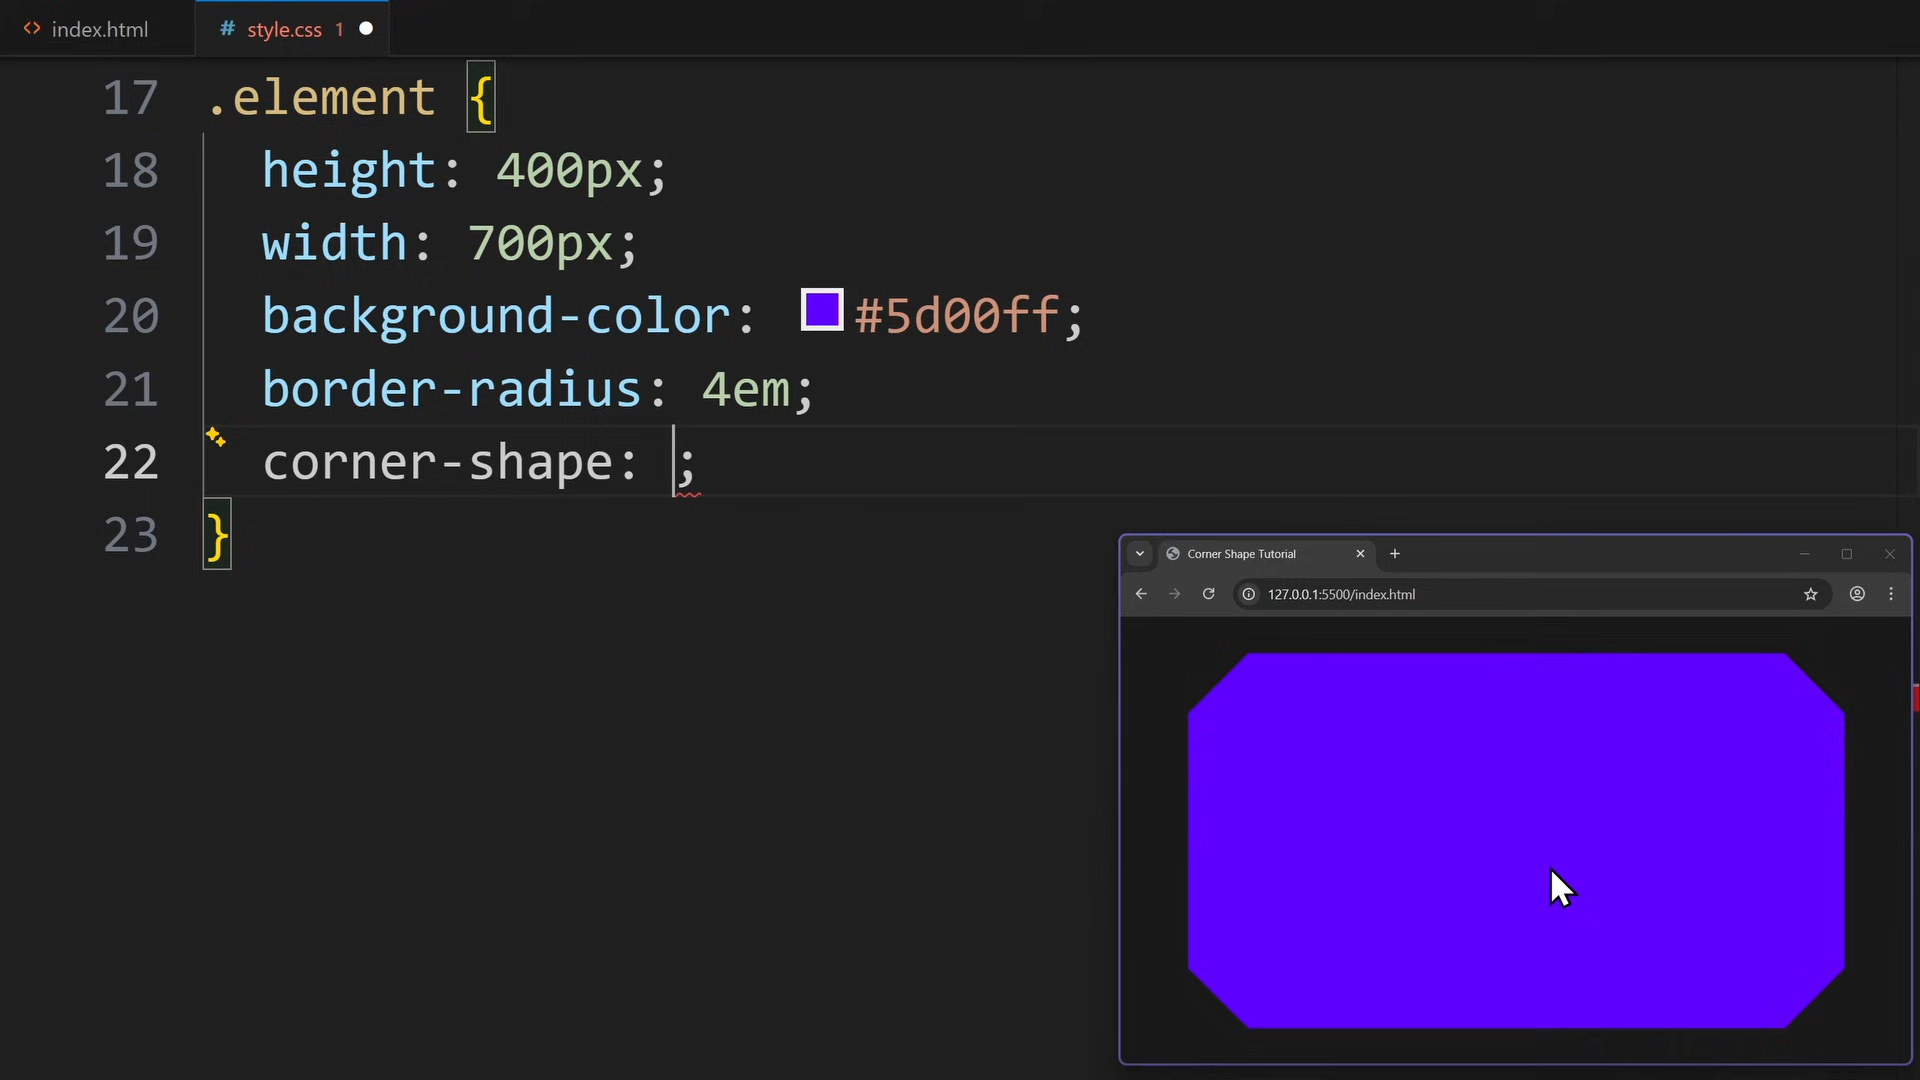 index.html
# style.css 1
17 .element {
18 height: 400px;
19 width: 700px;
20 background-color: #5d00ff;
21 border-radius: 4em;
22 corner-shape: ;
23 }
Corner Shape Tutorial
127.0.0.1:5500/index.html